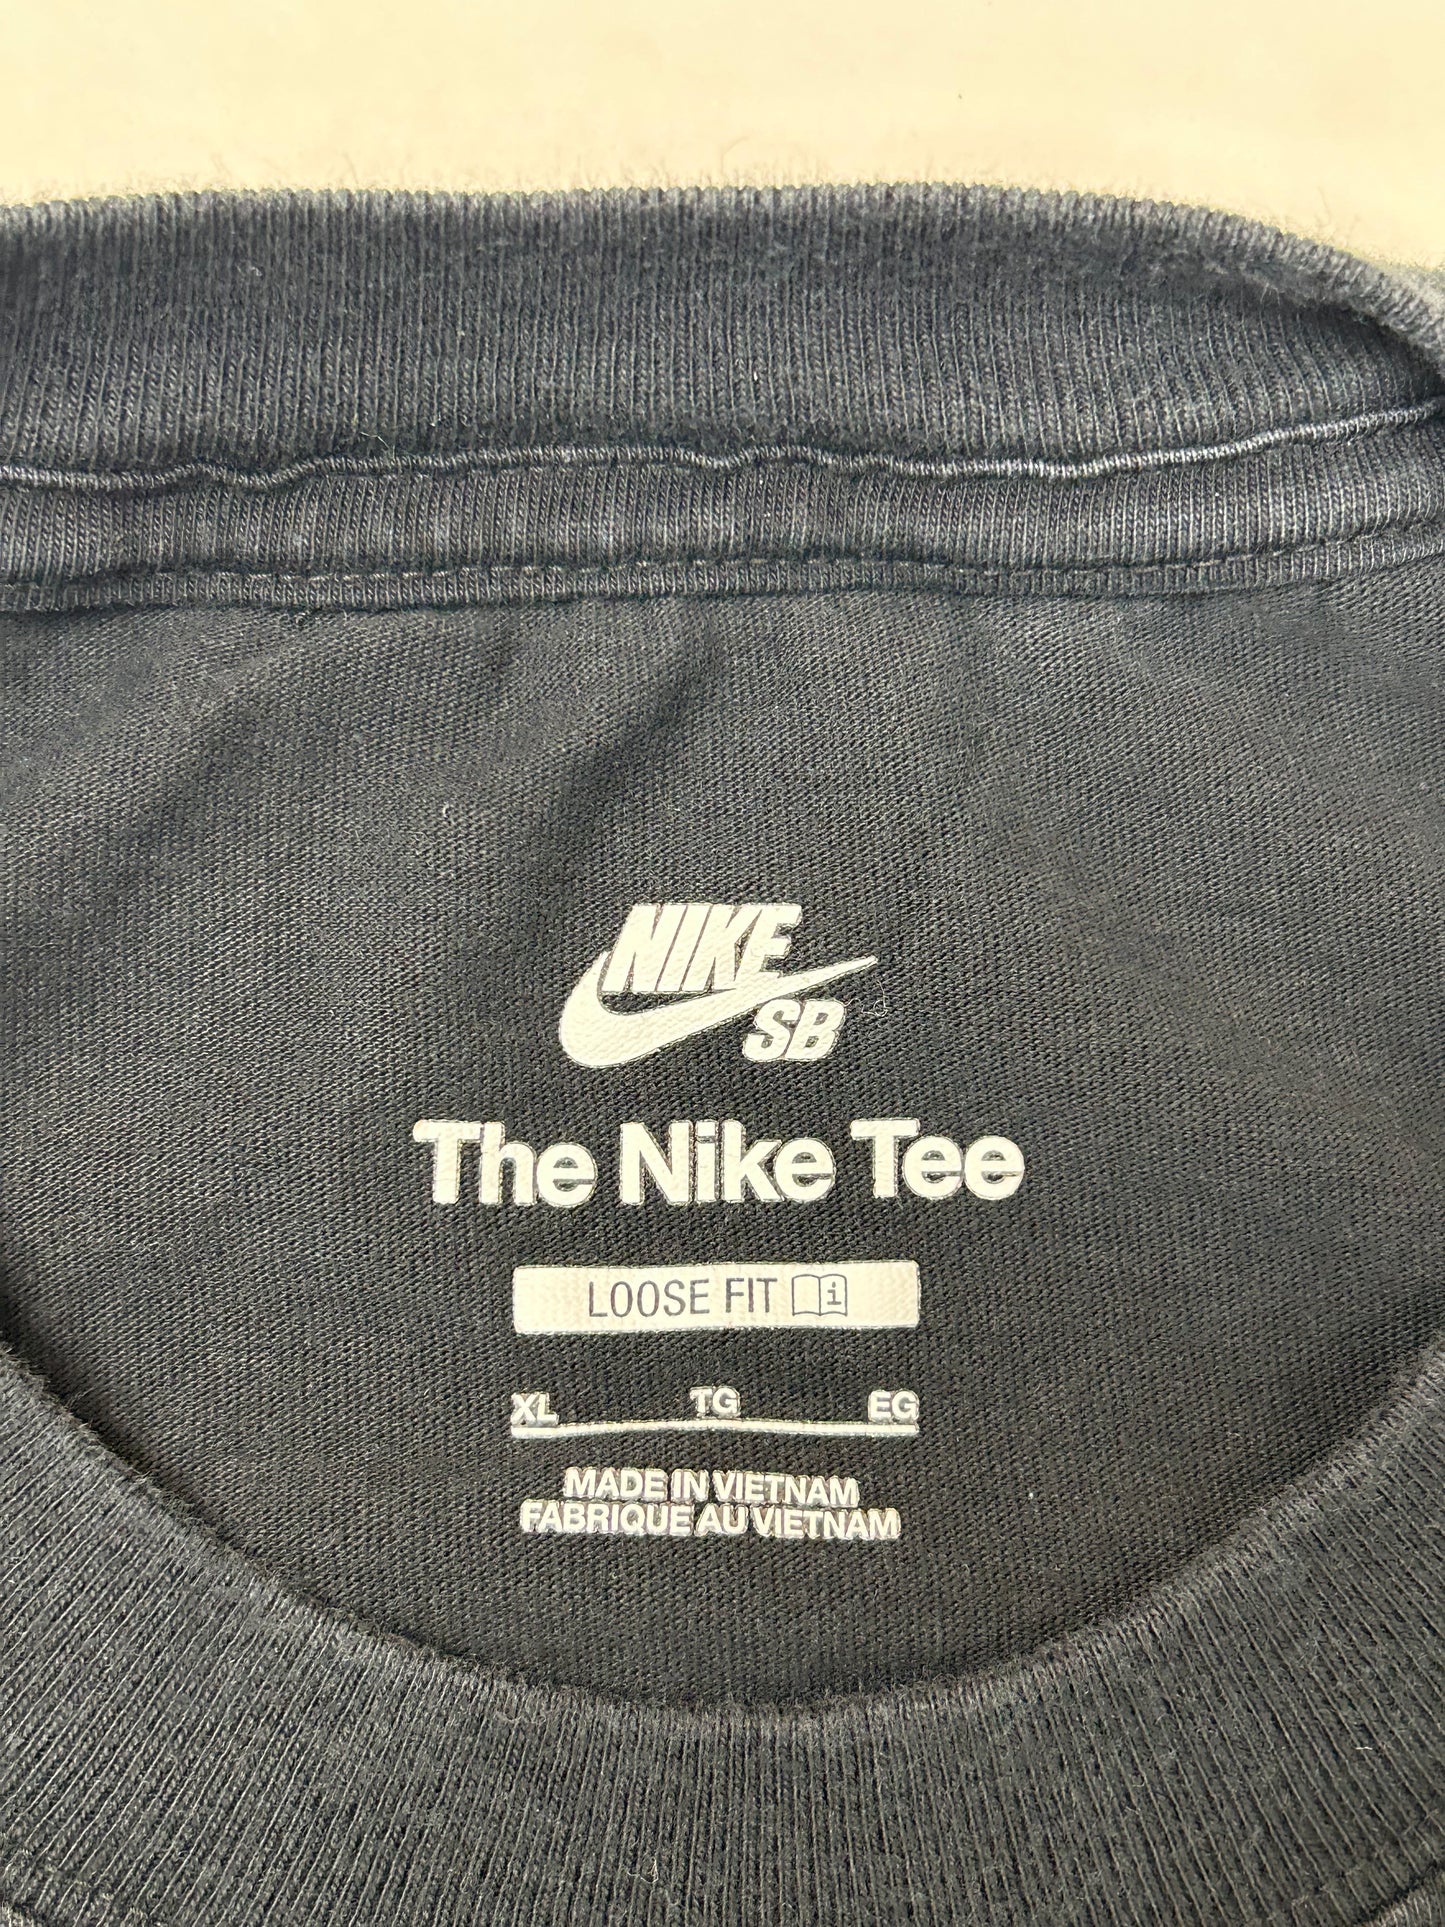 NIKE
SB
The Nike Tee
LOOSE FIT i
XL TG EG
MADE IN VIETNAM
FABRIQUE AU VIETNAM